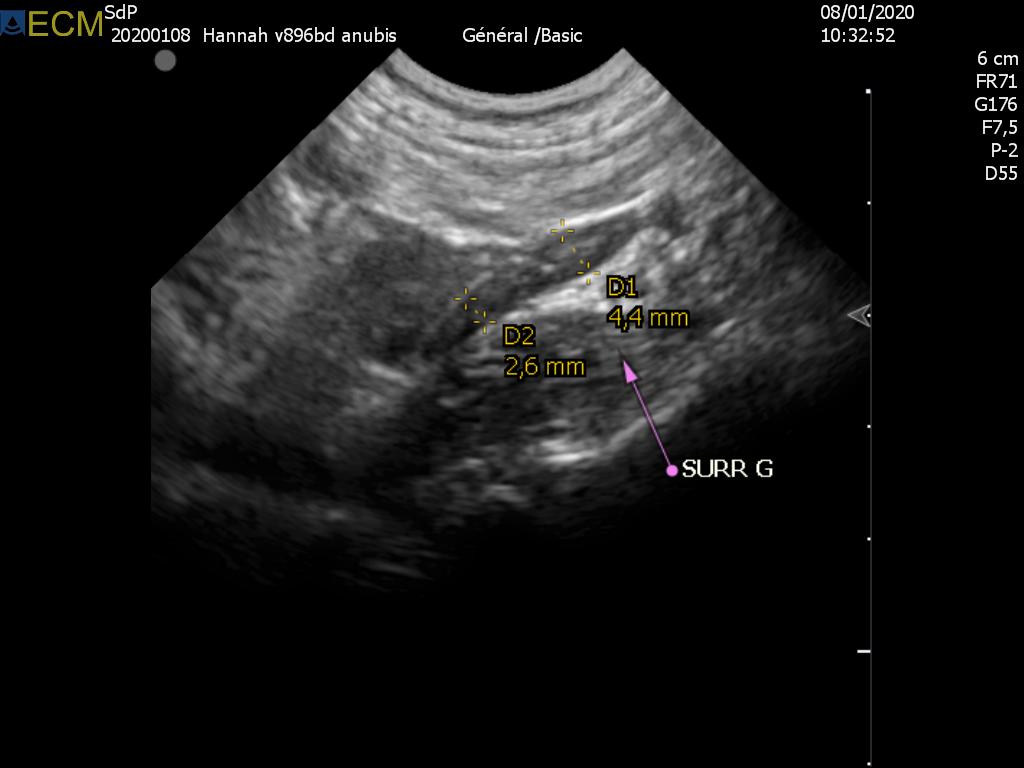 ECM
SdP
20200108 Hannah v896bd anubis
Général /Basic
08/01/2020
10:32:52
6 cm
FR71
G176
F7,5
P-2
D55
D1
4,4 mm
D2
2,6 mm
SURR G